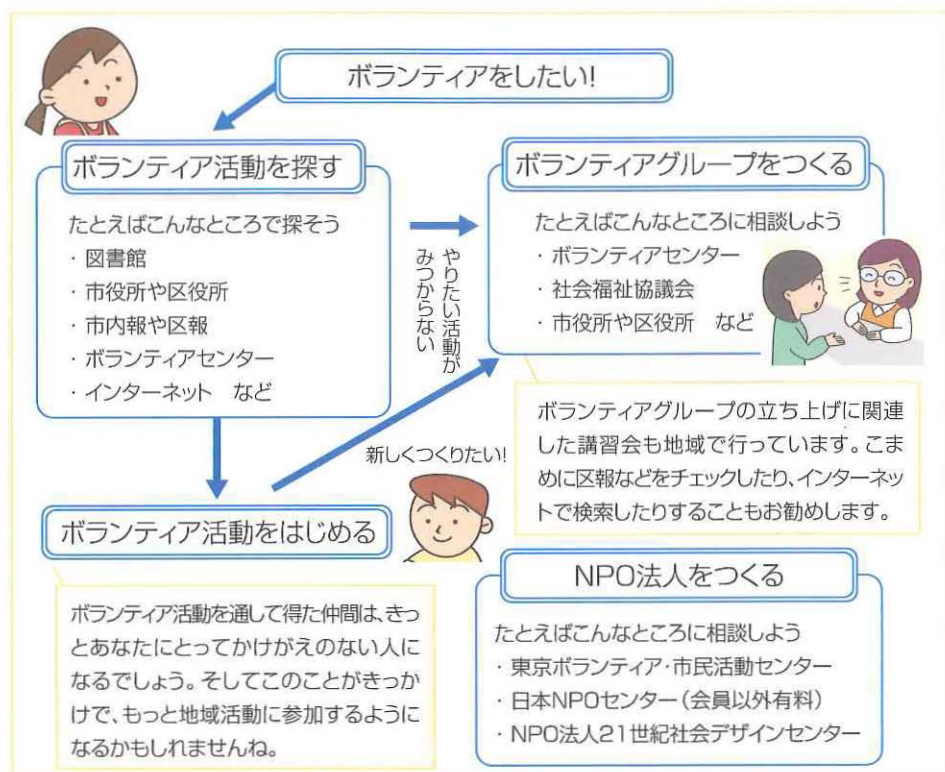 ボランティアをしたい!
ボランティア活動を探す
たとえばこんなところで探そう
・図書館
・市役所や区役所
・市内報や区報
・ボランティアセンター
・インターネット　など
やりたい活動が
みつからない
ボランティアグループをつくる
たとえばこんなところに相談しよう
・ボランティアセンター
・社会福祉協議会
・市役所や区役所　など
ボランティアグループの立ち上げに関連
した講習会も地域で行っています。こま
めに区報などをチェックしたり、インターネッ
トで検索したりすることもお勧めします。
新しくつくりたい!
ボランティア活動をはじめる
ボランティア活動を通して得た仲間は、きっ
とあなたにとってかけがえのない人に
なるでしょう。そしてこのことがきっか
けで、もっと地域活動に参加するように
なるかもしれませんね。
NPO法人をつくる
たとえばこんなところに相談しよう
・東京ボランティア・市民活動センター
・日本NPOセンター（会員以外有料）
・NPO法人21世紀社会デザインセンター